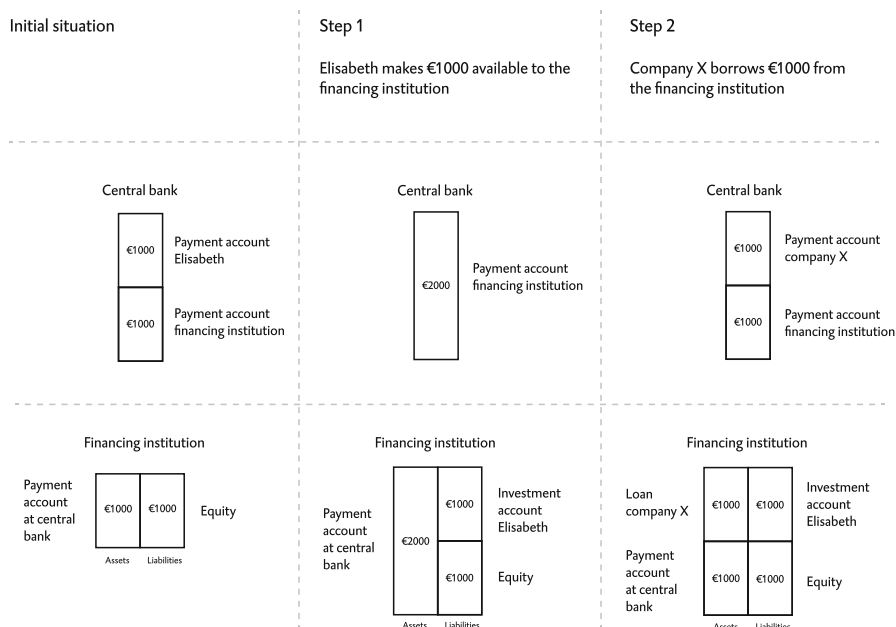 Initial situation
Step 1
Step 2
Elisabeth makes €1000 available to the
financing institution
Company X borrows €1000 from
the financing institution
Central bank
€1000
Payment account
Elisabeth
€1000
Payment account
financing institution
Central bank
€2000
Payment account
financing institution
Central bank
€1000
Payment account
company X
€1000
Payment account
financing institution
Financing institution
Payment
account
at central
bank
€1000
€1000
Equity
Assets
Liabilities
Financing institution
Payment
account
at central
bank
€2000
€1000
Investment
account
Elisabeth
€1000
Equity
Assets
Liabilities
Financing institution
Loan
company X
€1000
€1000
Investment
account
Elisabeth
Payment
account
at central
bank
€1000
€1000
Equity
Assets
Liabilities